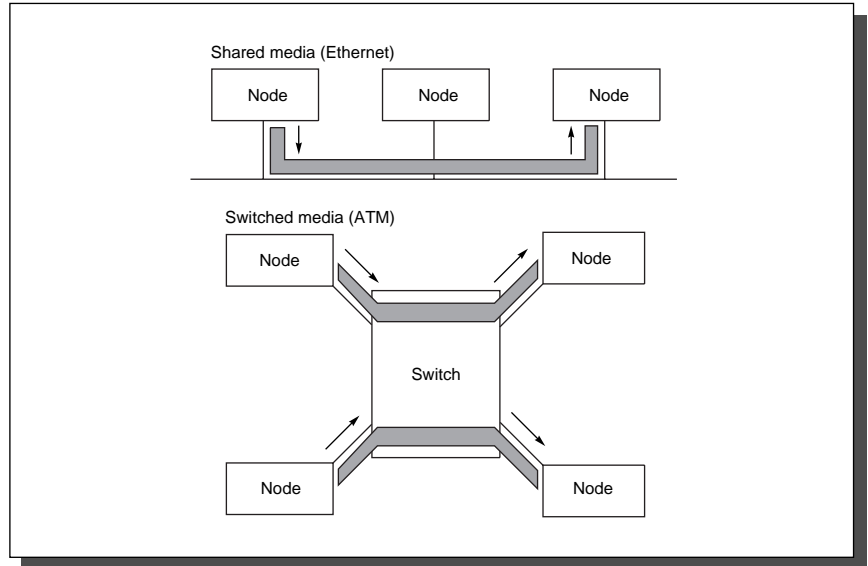 Shared media (Ethernet)
Node Node Node
Switched media (ATM)
Node Node
Switch
Node Node